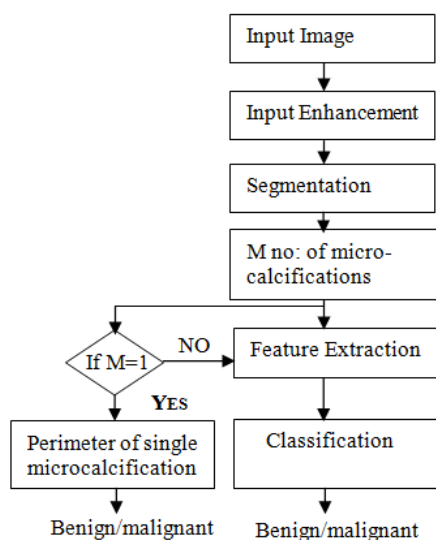 Input Image
Input Enhancement
Segmentation
M no: of micro-
calcifications
If M=1
NO
Feature Extraction
YES
Perimeter of single
microcalcification
Classification
Benign/malignant
Benign/malignant